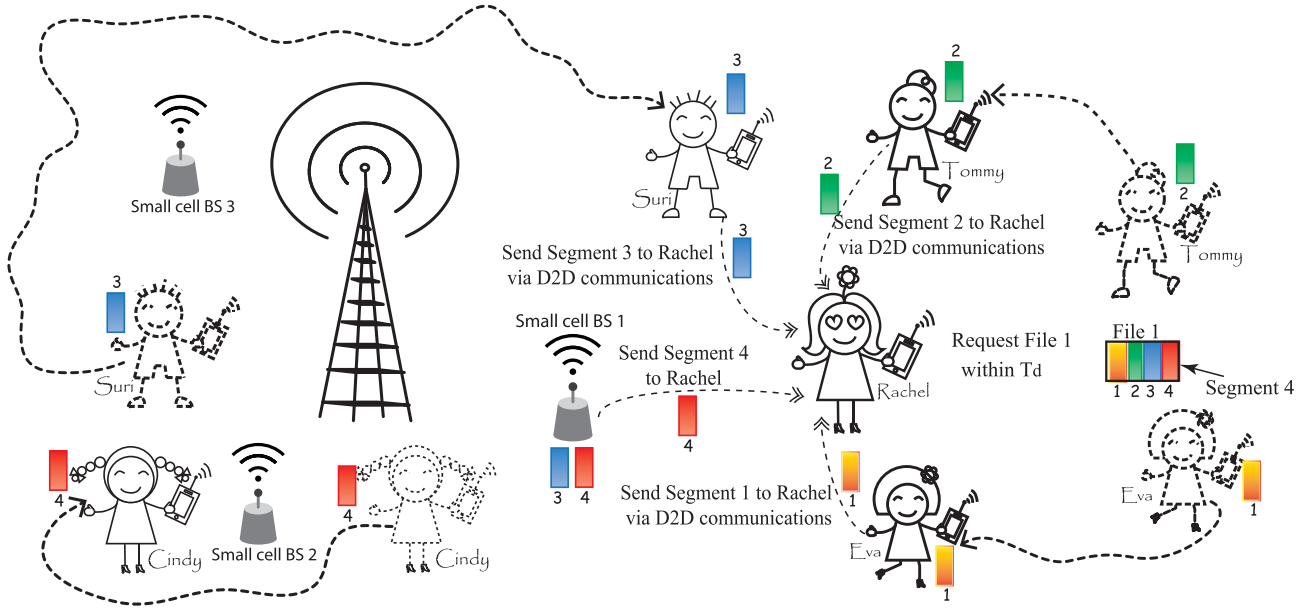 3
2
2
2
Tommy
Tommy
Small cell BS 3
Suri
Send Segment 2 to Rachel
via D2D communications
3
Send Segment 3 to Rachel
via D2D communications
3
Small cell BS 1
Send Segment 4
to Rachel
Request File 1
within Td
File 1
1 2 3 4
Segment 4
Rachel
Suri
4
4
3 4
4
Send Segment 1 to Rachel
via D2D communications
1
Eva
1
Cindy
Small cell BS 2
Cindy
Eva
1